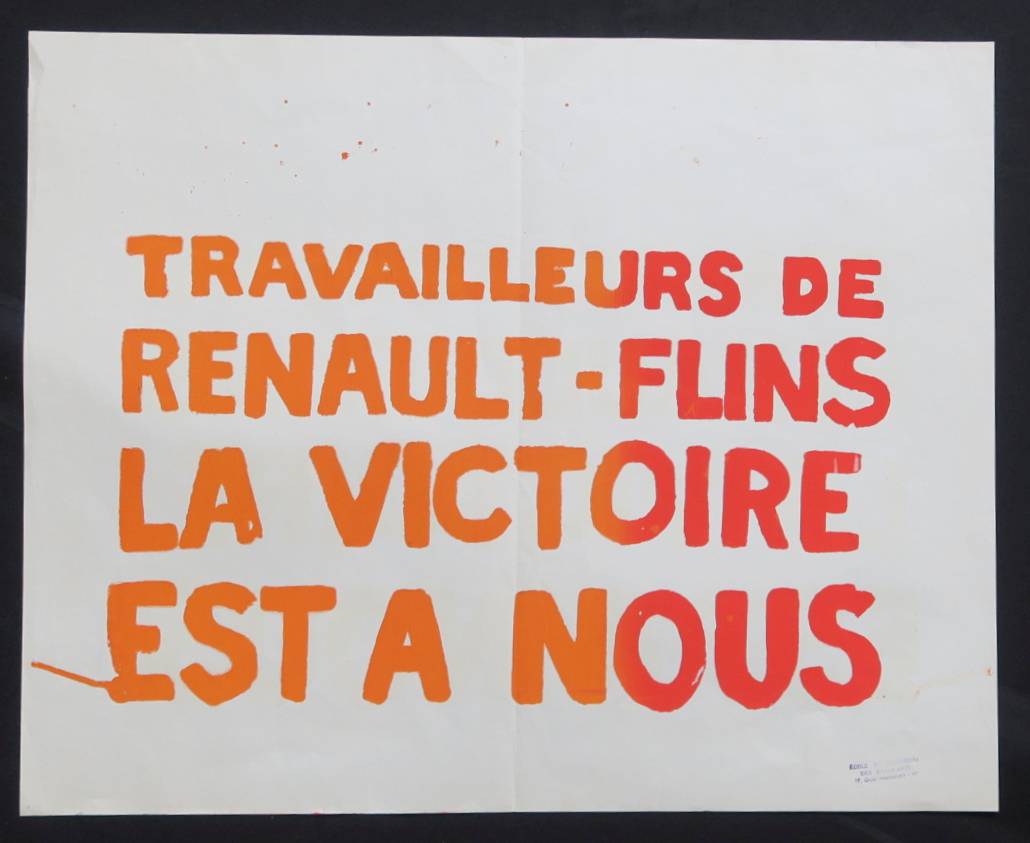 TRAVAILLEURS DE
RENAULT-FLINS
LA VICTOIRE
EST A NOUS